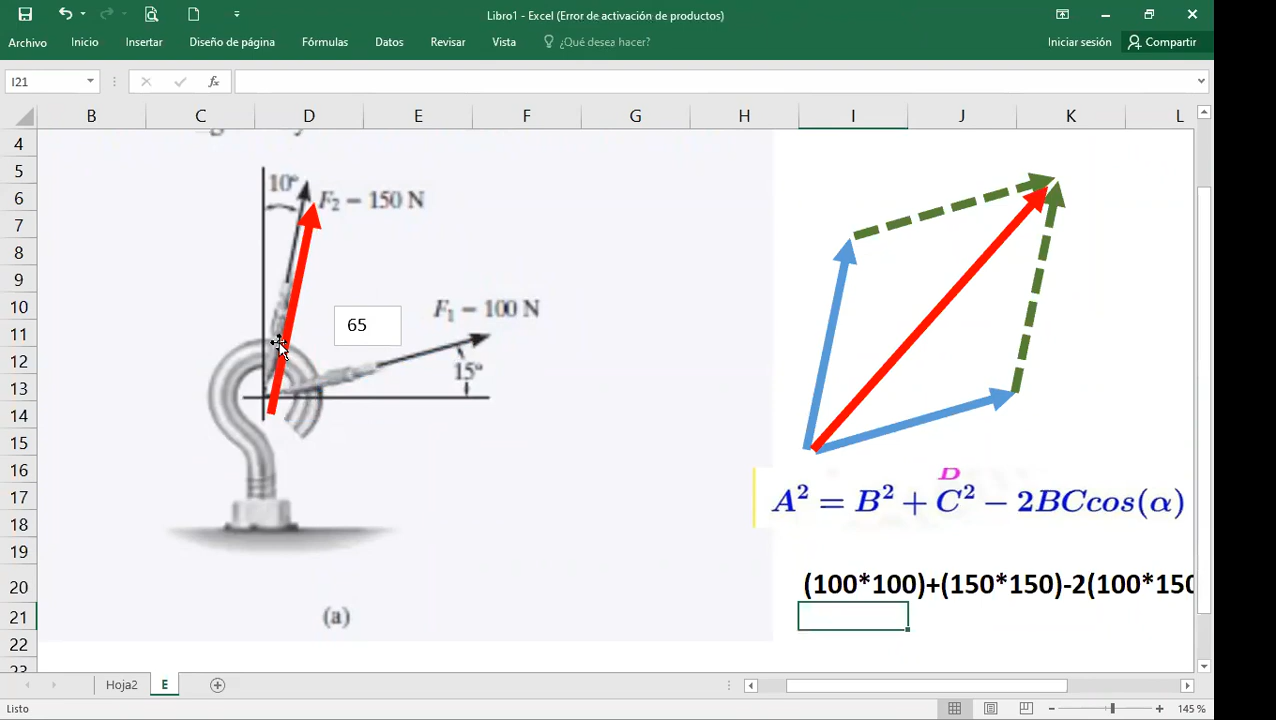 Libro1 - Excel (Error de activación de productos)
Archivo Inicio Insertar Diseño de página Fórmulas Datos Revisar Vista ¿Qué desea hacer? Iniciar sesión Compartir
I21 fx
B C D E F G H I J K L
4
5
6
7
8
9
10
11
12
13
14
15
16
17
18
19
20
21
22
23
10°
F₂ – 150 N
F₁ – 100 N
65
15°
(a)
A² = B² + C² − 2BCcos(α)
(100*100)+(150*150)-2(100*150
Hoja2 E
Listo 145 %